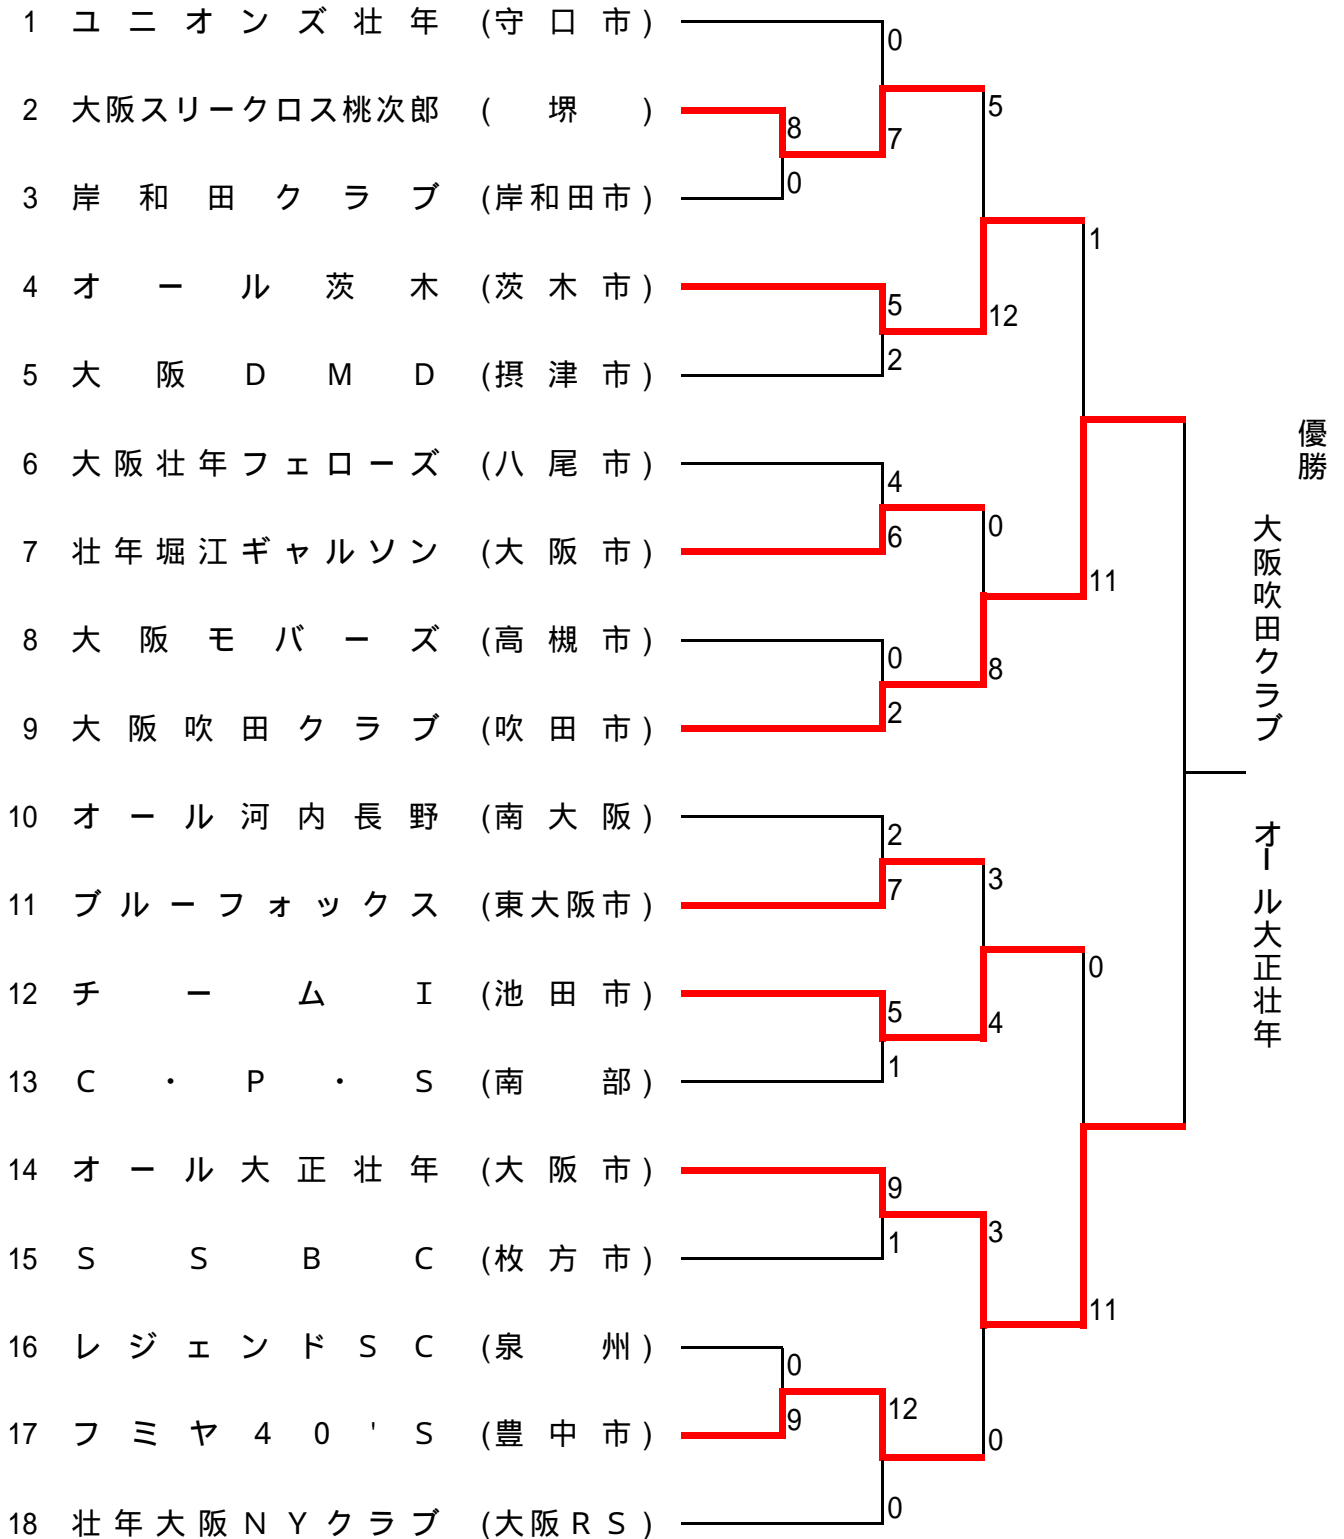 1 ユニオンズ壮年 (守口市)
0
2 大阪スリークロス桃次郎 (堺)
8
7
5
3 岸和田クラブ (岸和田市)
0
1
4 オール茨木 (茨木市)
5
12
5 大阪DMD (摂津市)
2
6 大阪壮年フェローズ (八尾市)
4
0
7 壮年堀江ギャルソン (大阪市)
6
11
8 大阪モバーズ (高槻市)
0
8
9 大阪吹田クラブ (吹田市)
2
10 オール河内長野 (南大阪)
2
3
11 ブルーフォックス (東大阪市)
7
0
12 チームI (池田市)
5
4
13 C・P・S (南部)
1
14 オール大正壮年 (大阪市)
9
3
15 SSBC (枚方市)
1
11
16 レジェンドSC (泉州)
0
12
17 フミヤ40'S (豊中市)
9
0
18 壮年大阪NYクラブ (大阪RS)
0
優勝
大阪吹田クラブ
オール大正壮年